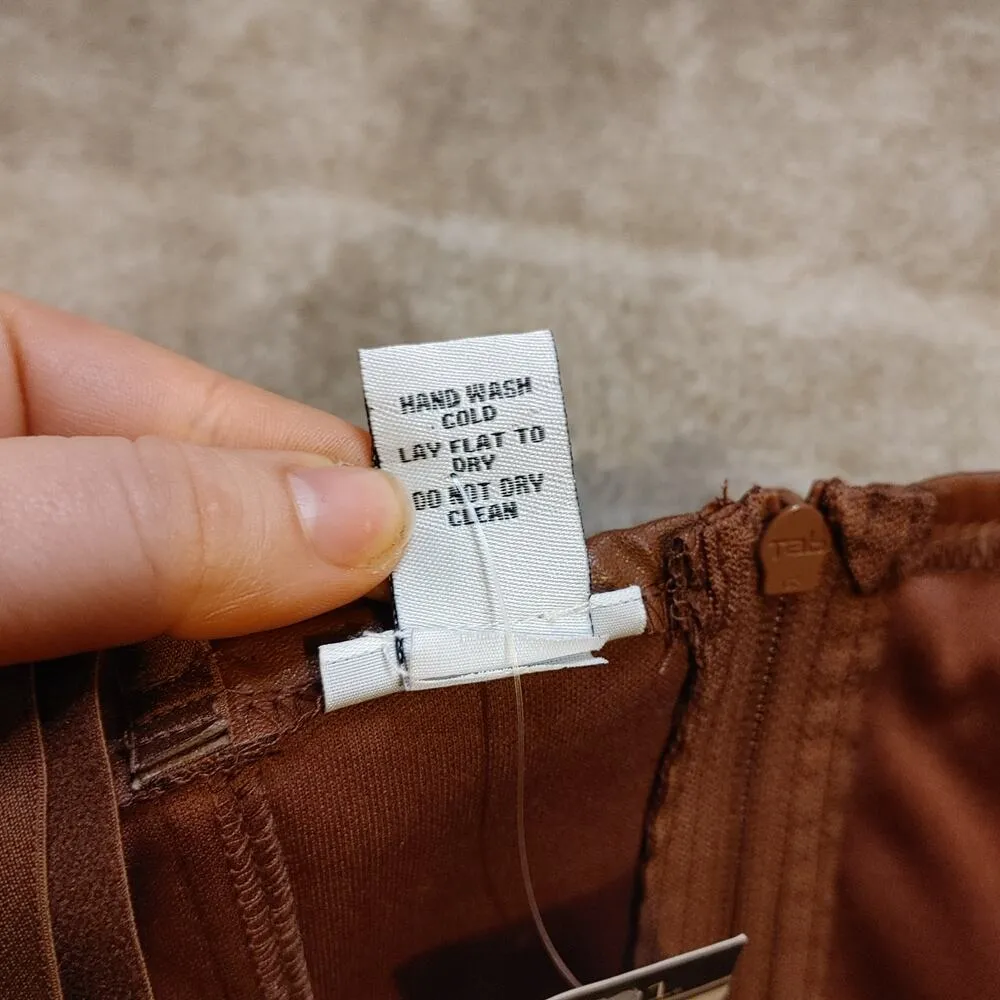 HAND WASH
COLD
LAY FLAT TO
DRY
DO NOT DRY
CLEAN